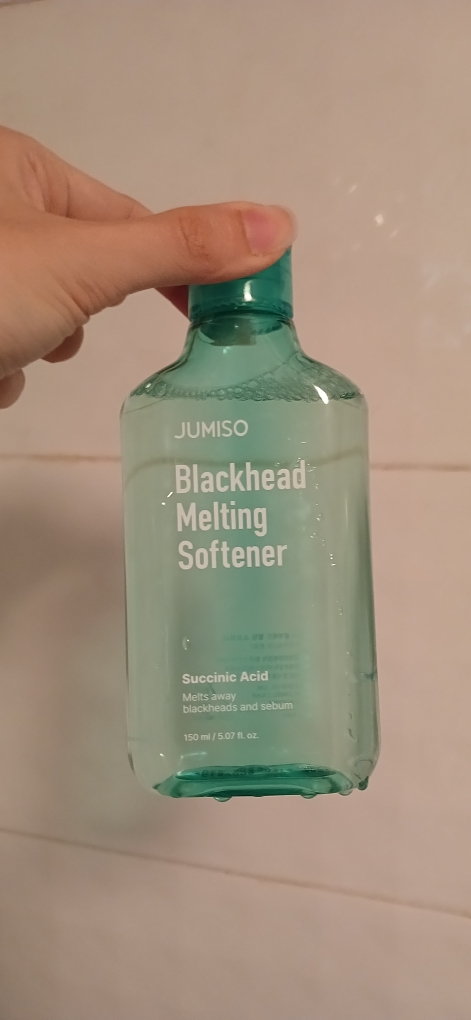 JUMISO
Blackhead
Melting
Softener
Succinic Acid
Melts away
blackheads and sebum
150 ml / 5.07 fl. oz.